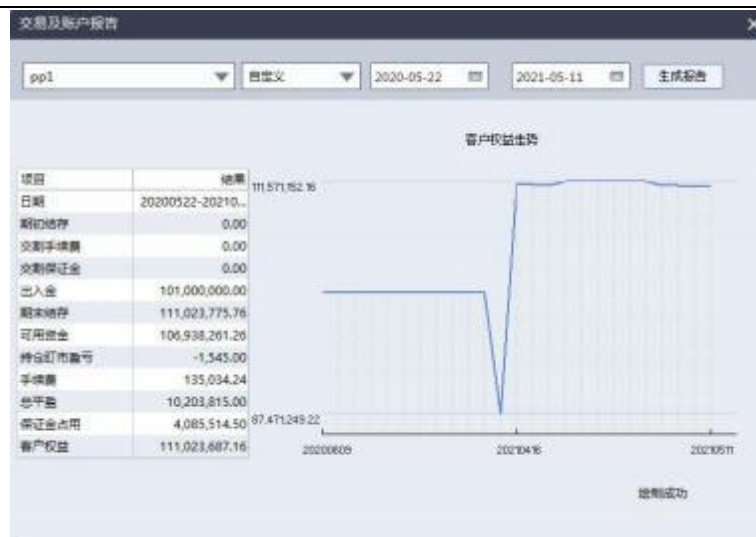 交易及账户报告
pp1 自定义 2020-05-22 2021-05-11 生成报告
客户权益走势
项目 结果
日期 20200522-20210...
期初结存 0.00
交割手续费 0.00
交割保证金 0.00
出入金 101,000,000.00
期末结存 111,023,775.76
可用资金 106,938,261.26
持仓盯市盈亏 -1,545.00
手续费 135,034.24
总平盈 10,203,815.00
保证金占用 4,085,514.50
客户权益 111,023,687.16
111,571,152.16
87,471,249.22
20200609 20210416 20210511
绘制成功